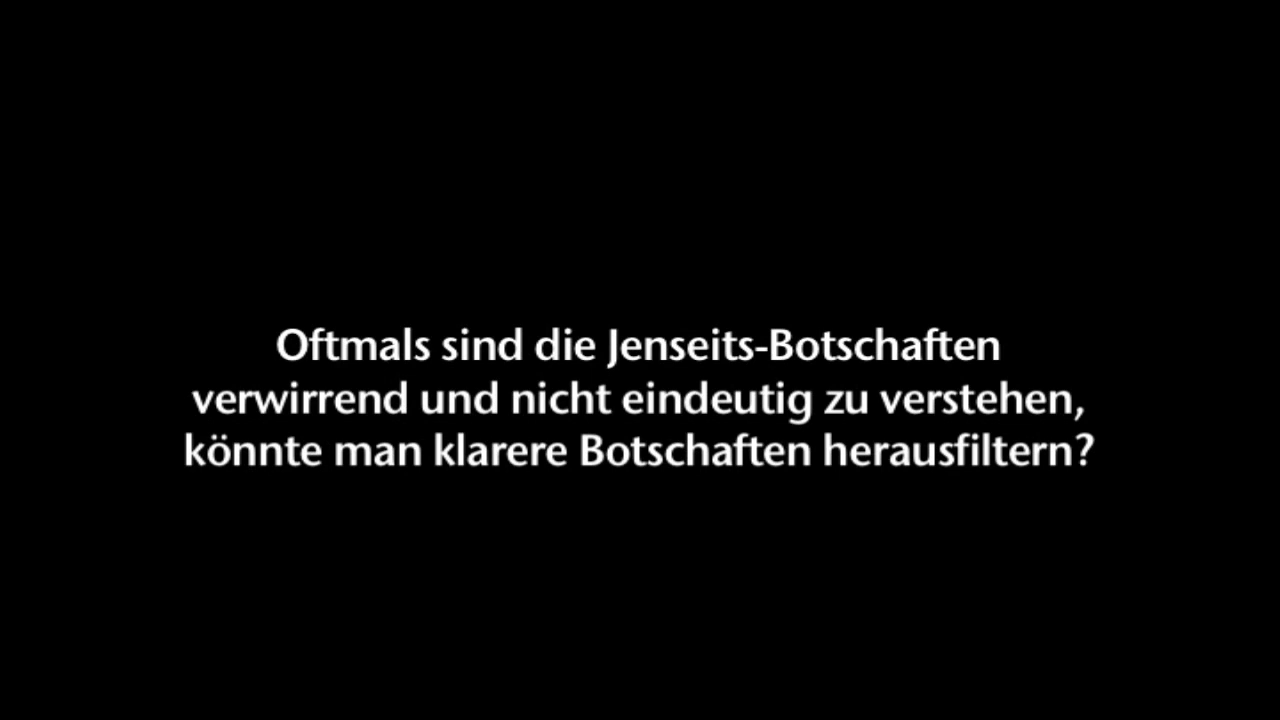 Oftmals sind die Jenseits-Botschaften
verwirrend und nicht eindeutig zu verstehen,
könnte man klarere Botschaften herausfiltern?